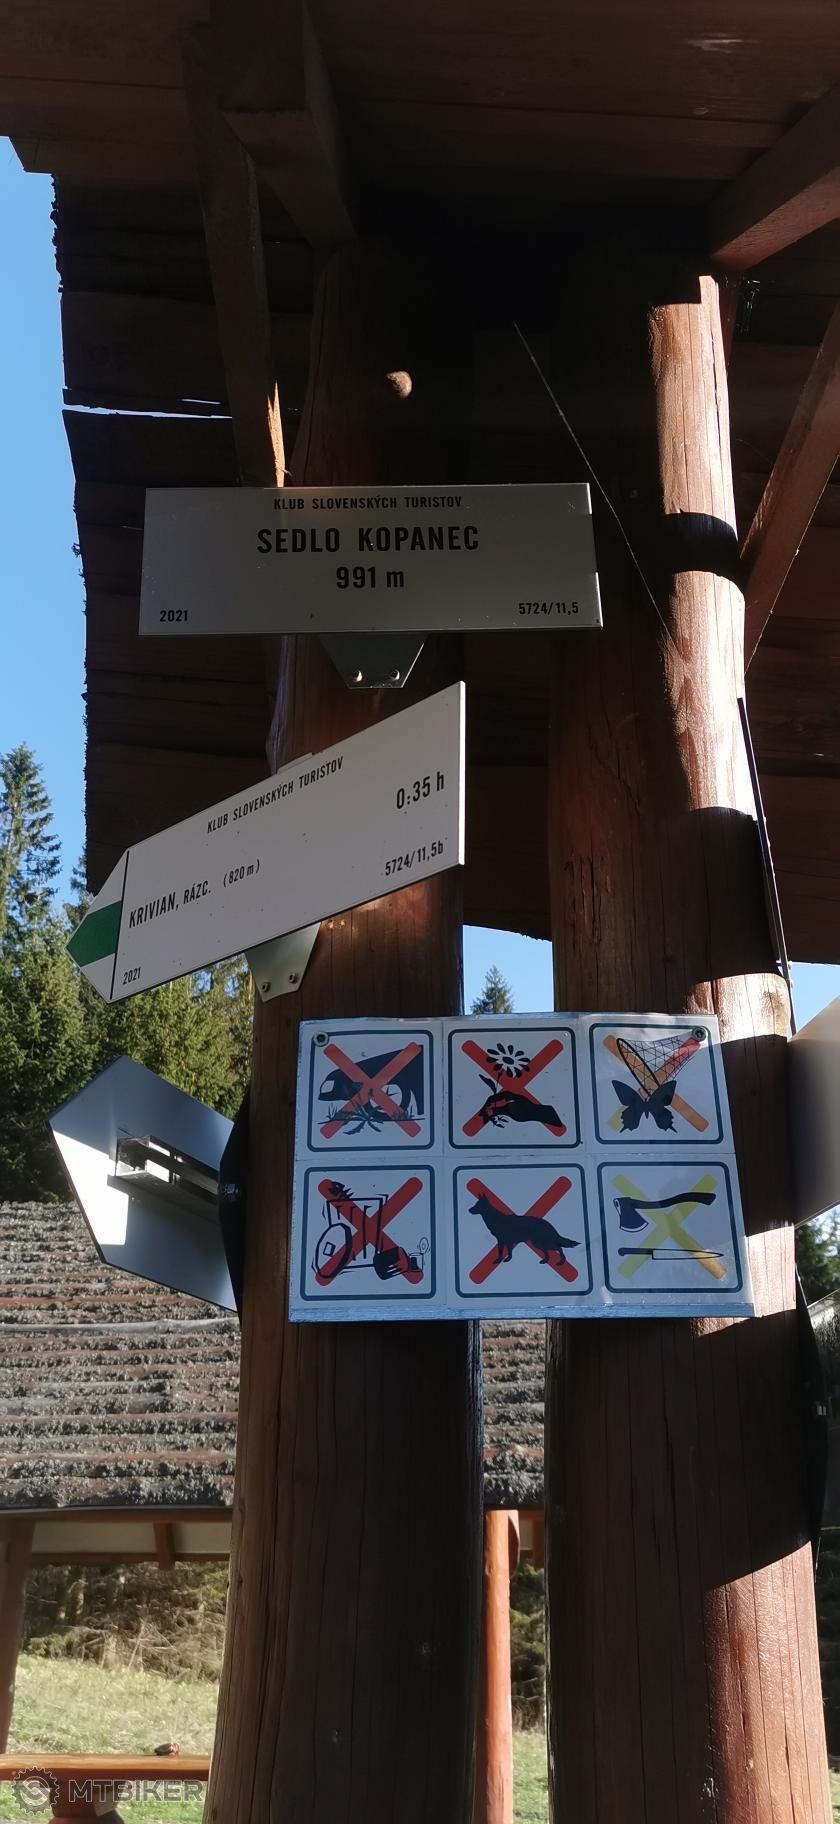 KLUB SLOVENSKÝCH TURISTOV
SEDLO KOPANEC
991 m
2021 5724/11,5
KLUB SLOVENSKÝCH TURISTOV
0:35 h
KRIVIAN, RÁZC. (820 m)
2021 5724/11,5b
MTBIKER